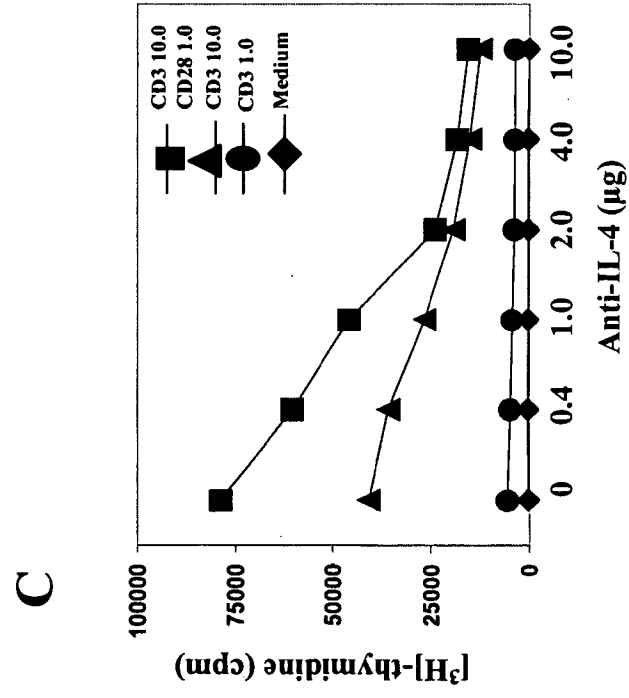 C
[³H]-thymidine (cpm)
100000
75000
50000
25000
0
CD3 10.0
CD28 1.0
CD3 10.0
CD3 1.0
Medium
0 0.4 1.0 2.0 4.0 10.0
Anti-IL-4 (µg)